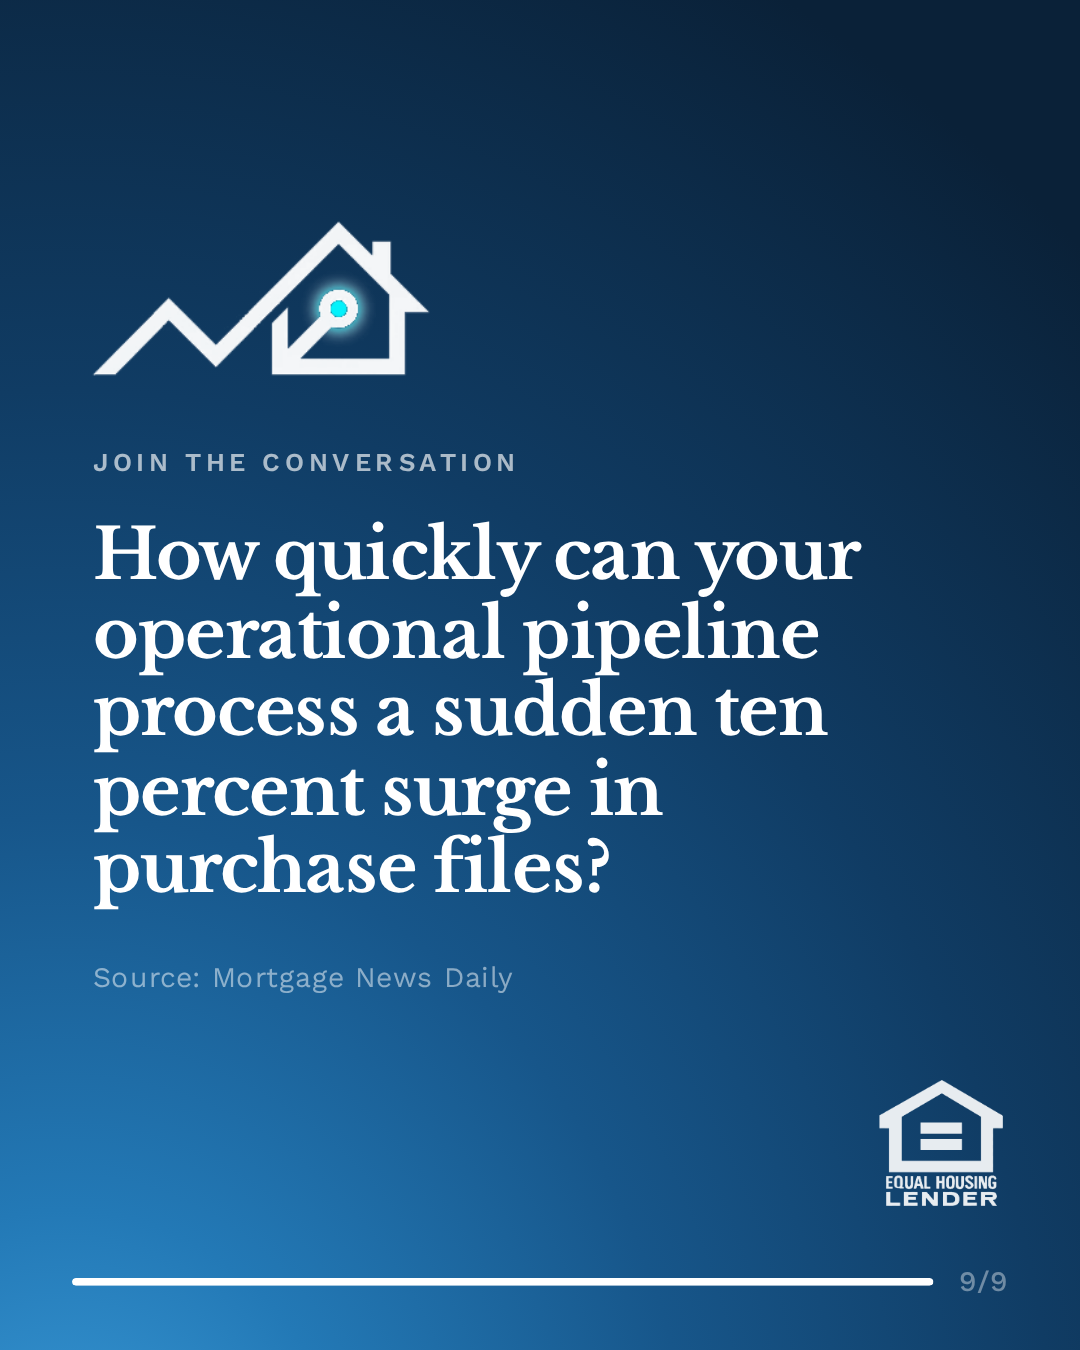 JOIN THE CONVERSATION
How quickly can your
operational pipeline
process a sudden ten
percent surge in
purchase files?
Source: Mortgage News Daily
EQUAL HOUSING
LENDER
9/9